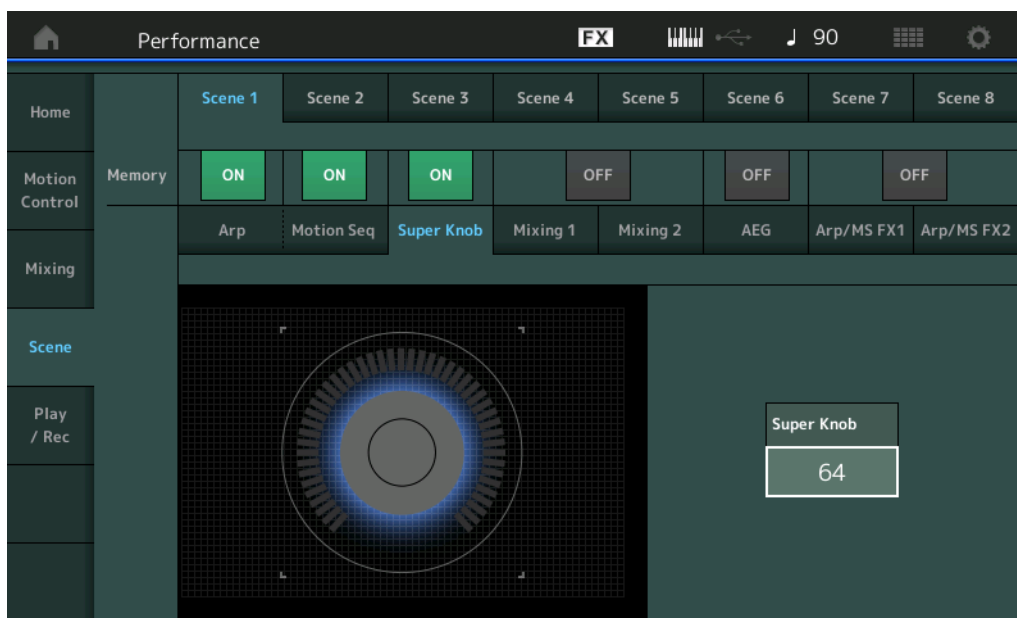 Performance
FX
♩ 90
Home
Scene 1
Scene 2
Scene 3
Scene 4
Scene 5
Scene 6
Scene 7
Scene 8
Motion
Control
Memory
ON
ON
ON
OFF
OFF
OFF
Arp
Motion Seq
Super Knob
Mixing 1
Mixing 2
AEG
Arp/MS FX1
Arp/MS FX2
Mixing
Scene
Play
/ Rec
Super Knob
64